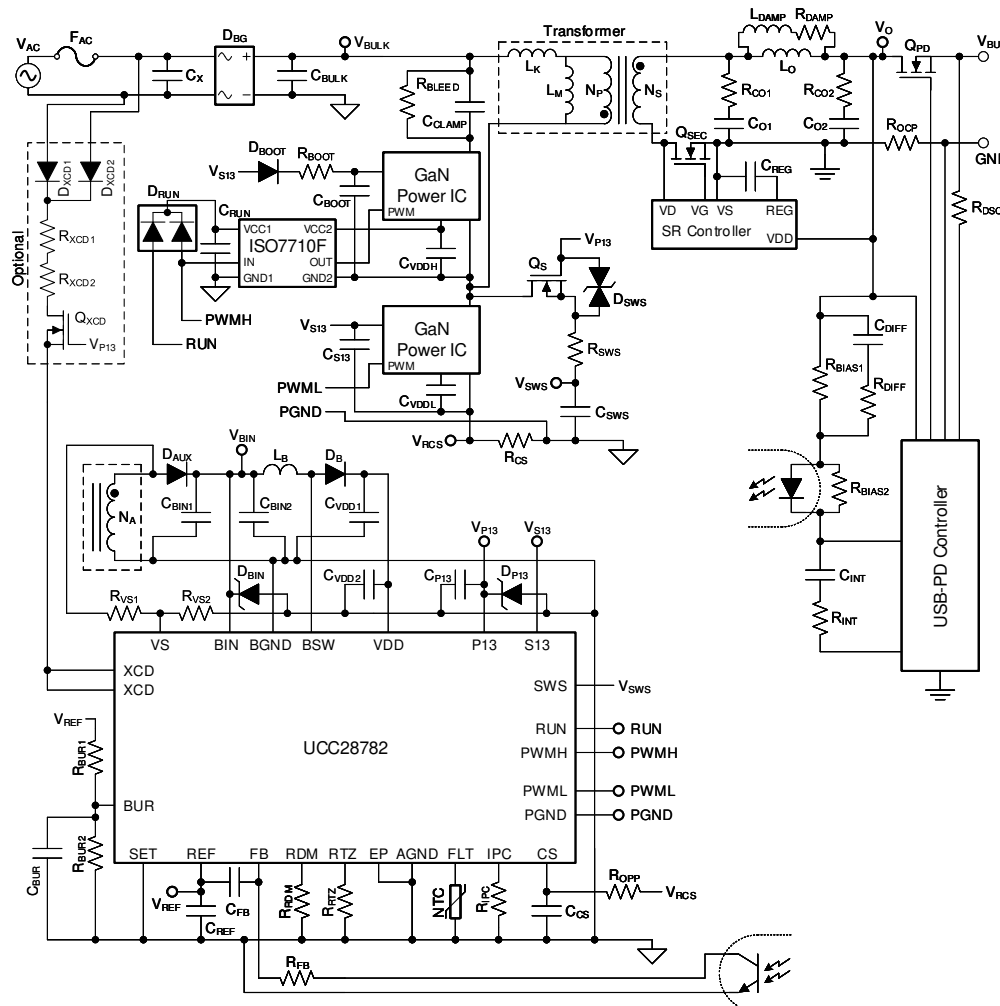 VAC
FAC
DBG
VBULK
CX
CBULK
RBLEED
CCLAMP
Transformer
LK
LM
NP
NS
LDAMP
RDAMP
LO
VO
QPD
VBU
RCO1
CO1
RCO2
CO2
ROCP
GND
RDSC
QSEC
CREG
VD
VG
VS
REG
SR Controller
VDD
Optional
DXCD1
DXCD2
RXCD1
RXCD2
QXCD
VP13
DRUN
CRUN
DBOOT
RBOOT
VS13
CBOOT
GaN
Power IC
PWM
VCC1
VCC2
ISO7710F
IN
OUT
GND1
GND2
CVDDH
PWMH
RUN
VS13
CS13
GaN
Power IC
PWM
PWML
CVDDL
PGND
VRCS
RCS
QS
VP13
DSWS
RSWS
VSWS
CSWS
CDIFF
RBIAS1
RDIFF
RBIAS2
CINT
RINT
USB-PD Controller
NA
DAUX
VBIN
LB
DB
CBIN1
CBIN2
CVDD1
DBIN
CVDD2
CP13
VP13
DP13
VS13
RVS1
RVS2
VS
BIN
BGND
BSW
VDD
P13
S13
XCD
XCD
SWS
VSWS
RUN
RUN
PWMH
PWMH
PWML
PWML
PGND
PGND
UCC28782
VREF
RBUR1
BUR
RBUR2
CBUR
SET
REF
FB
RDM
RTZ
EP
AGND
FLT
IPC
CS
VREF
CFB
CREF
RRDM
RRTZ
NTC
RIPC
CCS
ROPP
VRCS
RFB